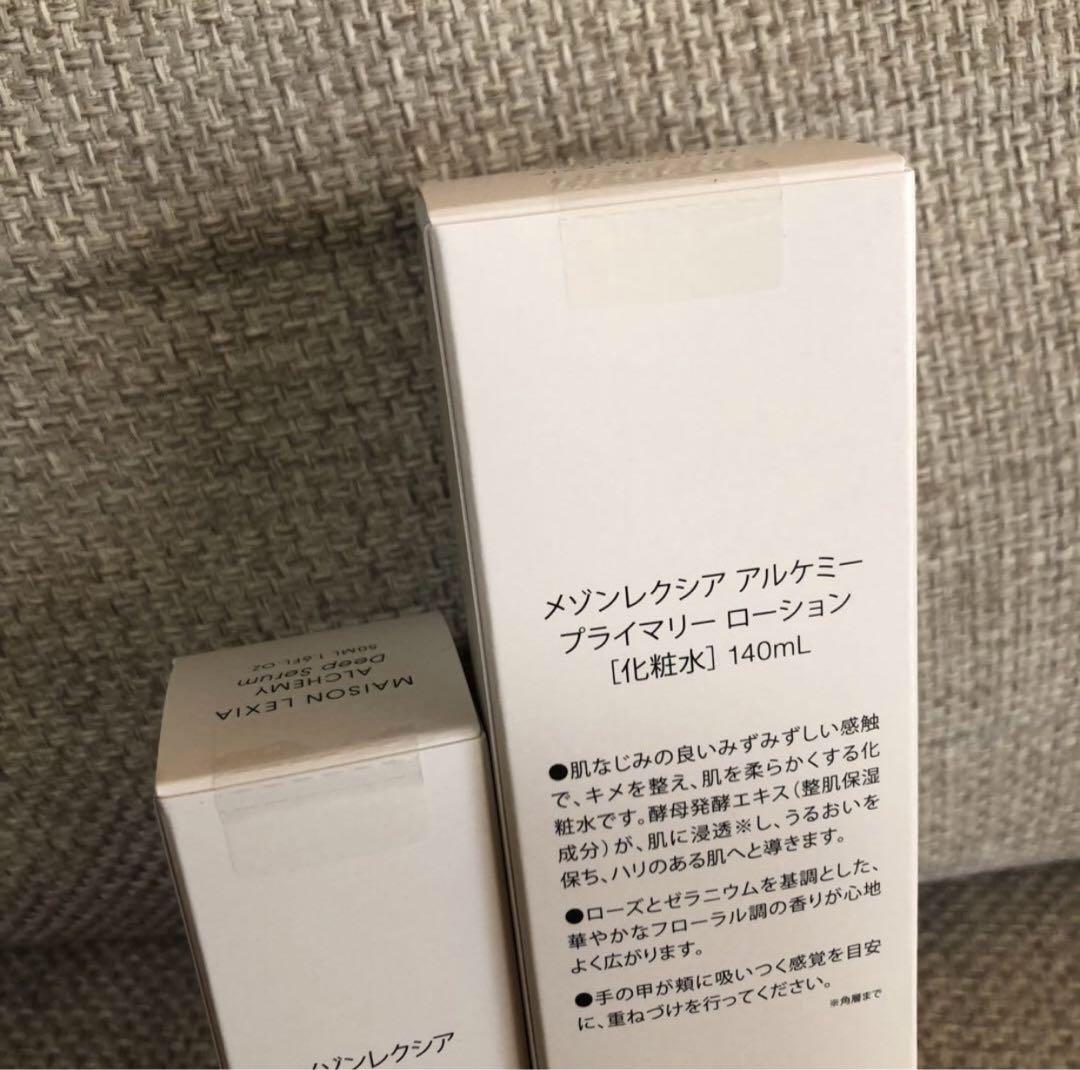 メゾンレクシア アルケミー
プライマリー ローション
[化粧水] 140mL
●肌なじみの良いみずみずしい感触
で、キメを整え、肌を柔らかくする化
粧水です。酵母発酵エキス(整肌保湿
成分)が、肌に浸透※し、うるおいを
保ち、ハリのある肌へと導きます。
●ローズとゼラニウムを基調とした、
華やかなフローラル調の香りが心地
よく広がります。
●手の甲が頬に吸いつく感覚を目安
に、重ねづけを行ってください。
※角層まで
MAISON LEXIA
ALCHEMY
Deep Serum
50ML 1.6FL OZ
ゾンレクシア